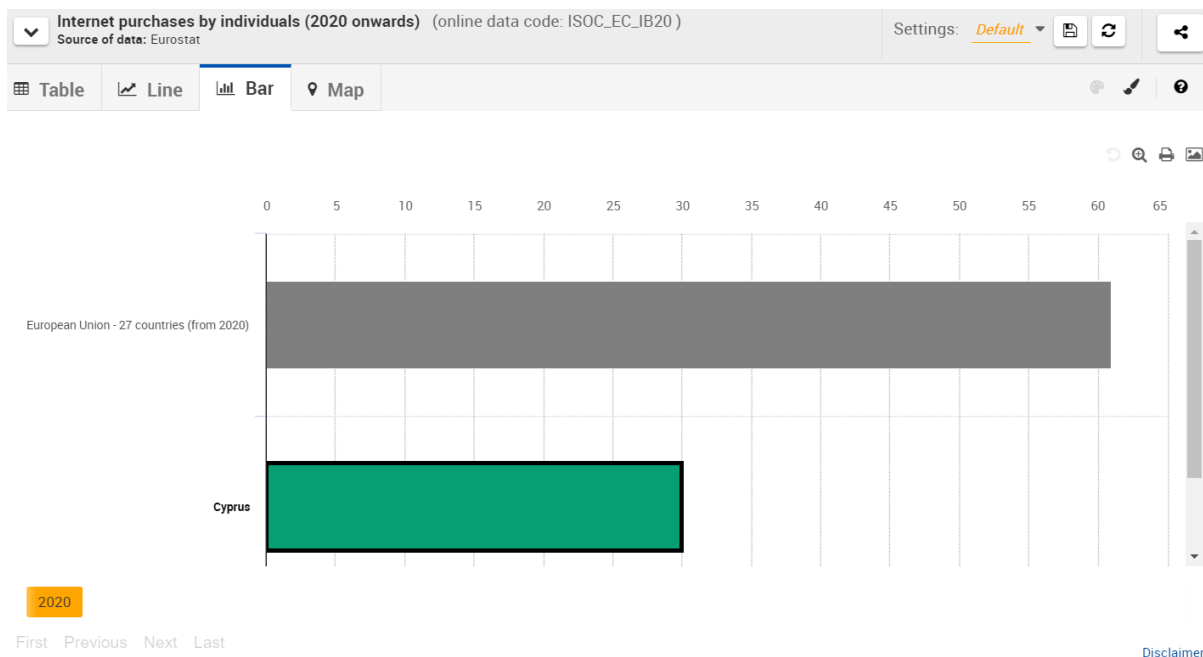 Internet purchases by individuals (2020 onwards) (online data code: ISOC_EC_IB20 )
Source of data: Eurostat
Settings: Default
Table Line Bar Map
0 5 10 15 20 25 30 35 40 45 50 55 60 65
European Union - 27 countries (from 2020)
Cyprus
2020
First Previous Next Last
Disclaimer